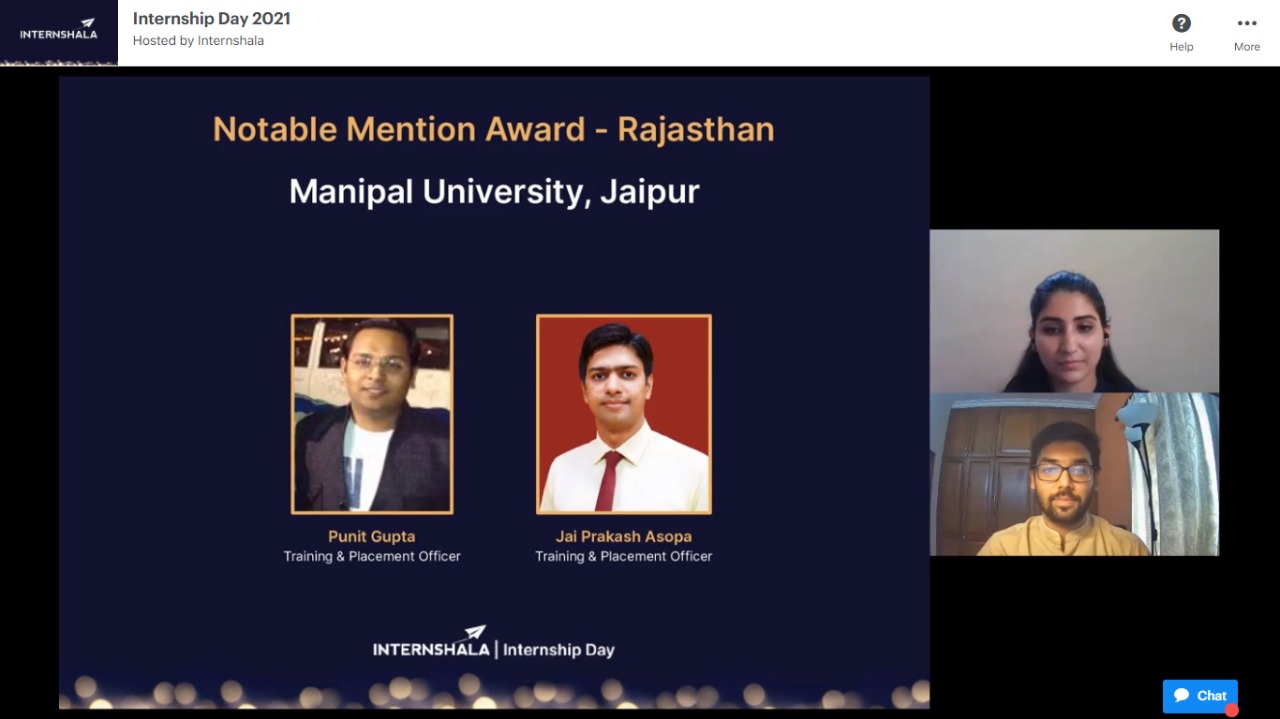 INTERNSHALA
Internship Day 2021
Hosted by Internshala
?
Help
More
Notable Mention Award - Rajasthan
Manipal University, Jaipur
Punit Gupta
Training & Placement Officer
Jai Prakash Asopa
Training & Placement Officer
INTERNSHALA | Internship Day
Chat